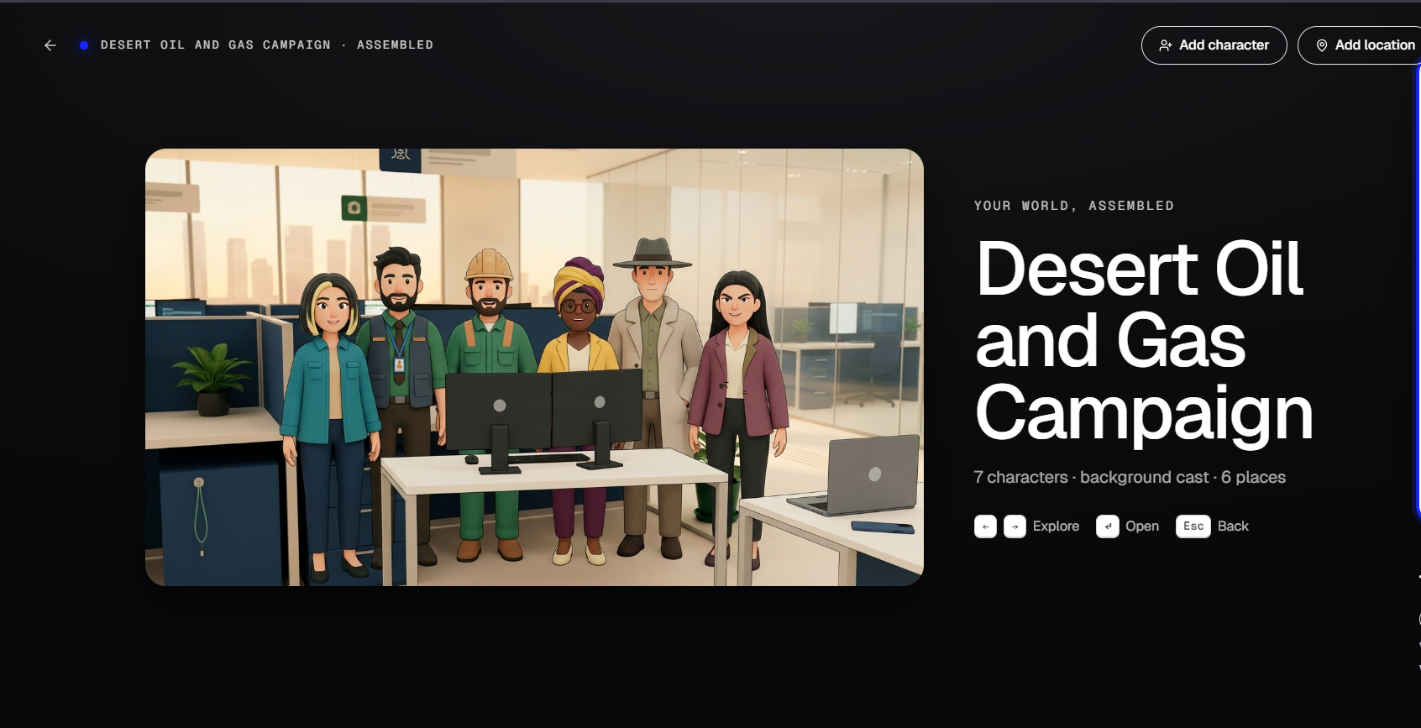 DESERT OIL AND GAS CAMPAIGN · ASSEMBLED
Add character
Add location
YOUR WORLD, ASSEMBLED
Desert Oil
and Gas
Campaign
7 characters · background cast · 6 places
← → Explore ↵ Open Esc Back